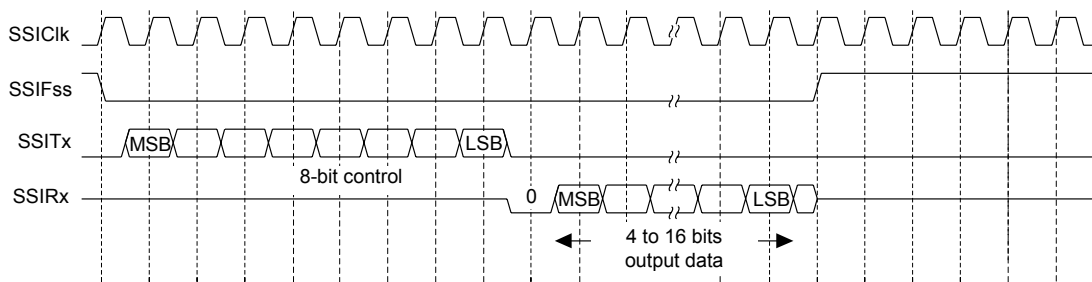 SSIClk
SSIFss
SSITx
MSB
LSB
8-bit control
SSIRx
0
MSB
LSB
4 to 16 bits
output data